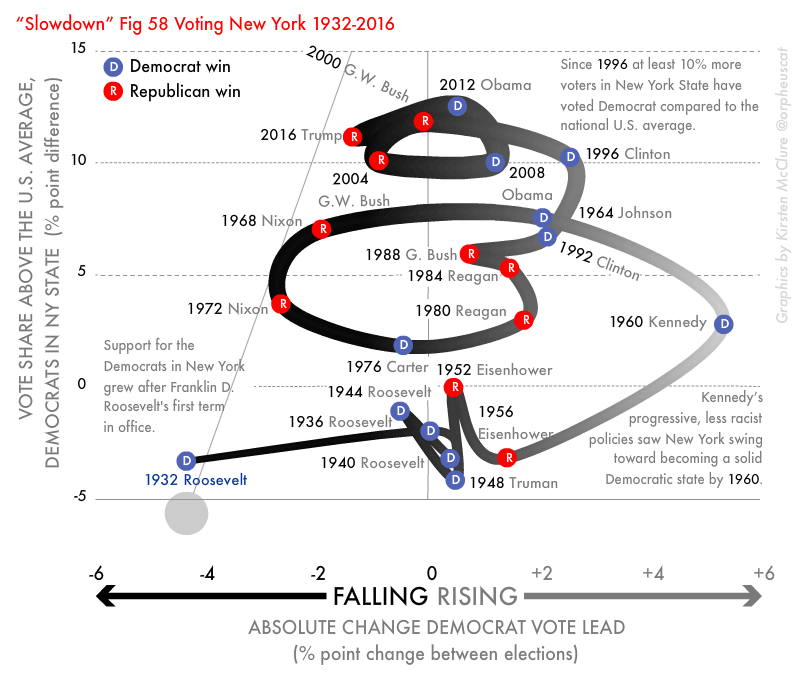 “Slowdown” Fig 58 Voting New York 1932-2016
15
10
5
0
-5
VOTE SHARE ABOVE THE U.S. AVERAGE,
DEMOCRATS IN NY STATE (% point difference)
D Democrat win
R Republican win
2000 G.W. Bush
2012 Obama
Since 1996 at least 10% more
voters in New York State have
voted Democrat compared to the
national U.S. average.
2016 Trump
2004
G.W. Bush
2008
Obama
1996 Clinton
1968 Nixon
1964 Johnson
1988 G. Bush
1992 Clinton
1984 Reagan
1972 Nixon
1980 Reagan
1960 Kennedy
1976 Carter
Support for the
Democrats in New York
grew after Franklin D.
Roosevelt's first term
in office.
1952 Eisenhower
1944 Roosevelt
1956
Eisenhower
1936 Roosevelt
1940 Roosevelt
1948 Truman
1932 Roosevelt
Kennedy’s
progressive, less racist
policies saw New York swing
toward becoming a solid
Democratic state by 1960.
Graphics by Kirsten McClure @orpheuscat
-6
-4
-2
0
+2
+4
+6
FALLING RISING
ABSOLUTE CHANGE DEMOCRAT VOTE LEAD
(% point change between elections)